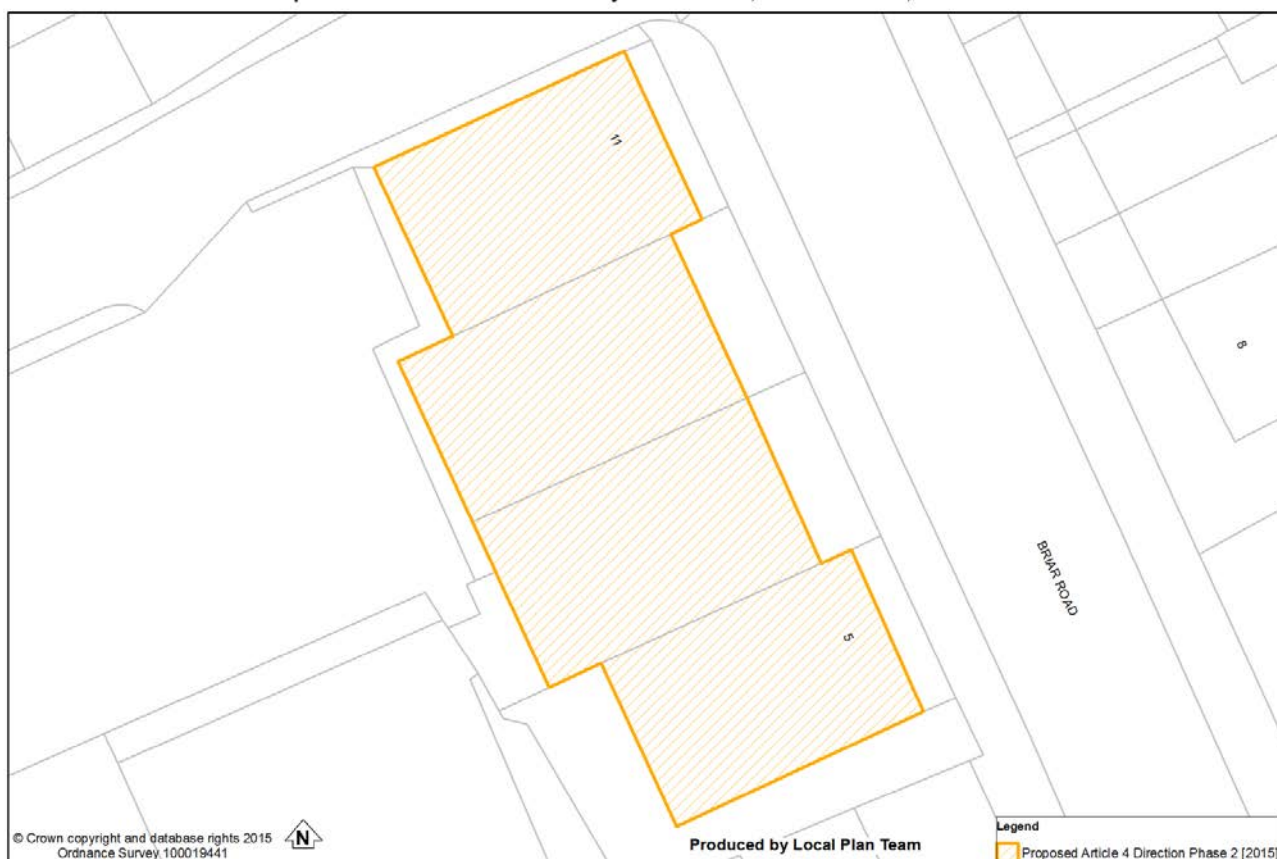 11
8
BRIAR ROAD
5
© Crown copyright and database rights 2015
Ordnance Survey 100019441
N
Produced by Local Plan Team
Legend
Proposed Article 4 Direction Phase 2 [2015]